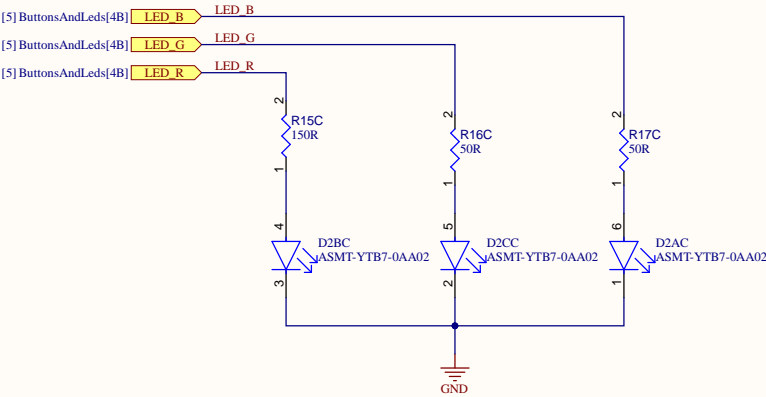 [5] ButtonsAndLeds[4B] LED_B LED_B
[5] ButtonsAndLeds[4B] LED_G LED_G
[5] ButtonsAndLeds[4B] LED_R LED_R
2
R15C
150R
1
2
R16C
50R
1
2
R17C
50R
1
4
D2BC
ASMT-YTB7-0AA02
3
5
D2CC
ASMT-YTB7-0AA02
2
6
D2AC
ASMT-YTB7-0AA02
1
GND